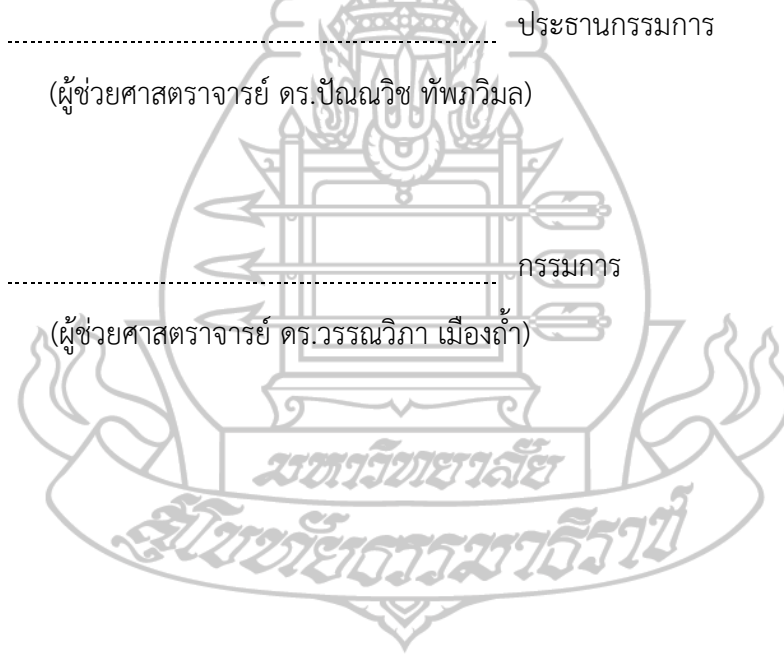 ประธานกรรมการ
(ผู้ช่วยศาสตราจารย์ ดร.ปัณณวิช ทัพภวิมล)
กรรมการ
(ผู้ช่วยศาสตราจารย์ ดร.วรรณวิภา เมืองถ้ำ)
มหาวิทยาลัย
สุโขทัยธรรมาธิราช